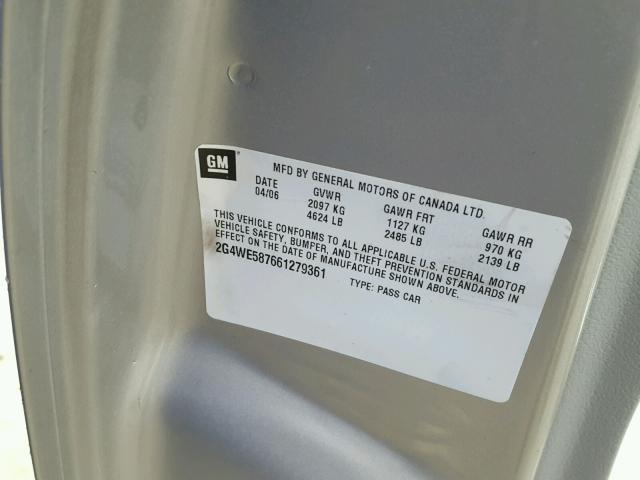 GM
MFD BY GENERAL MOTORS OF CANADA LTD.
DATE GVWR GAWR FRT GAWR RR
04/06 2097 KG 1127 KG 970 KG
4624 LB 2485 LB 2139 LB
THIS VEHICLE CONFORMS TO ALL APPLICABLE U.S. FEDERAL MOTOR
VEHICLE SAFETY, BUMPER, AND THEFT PREVENTION STANDARDS IN
EFFECT ON THE DATE OF MANUFACTURE SHOWN ABOVE.
2G4WE587661279361 TYPE: PASS CAR